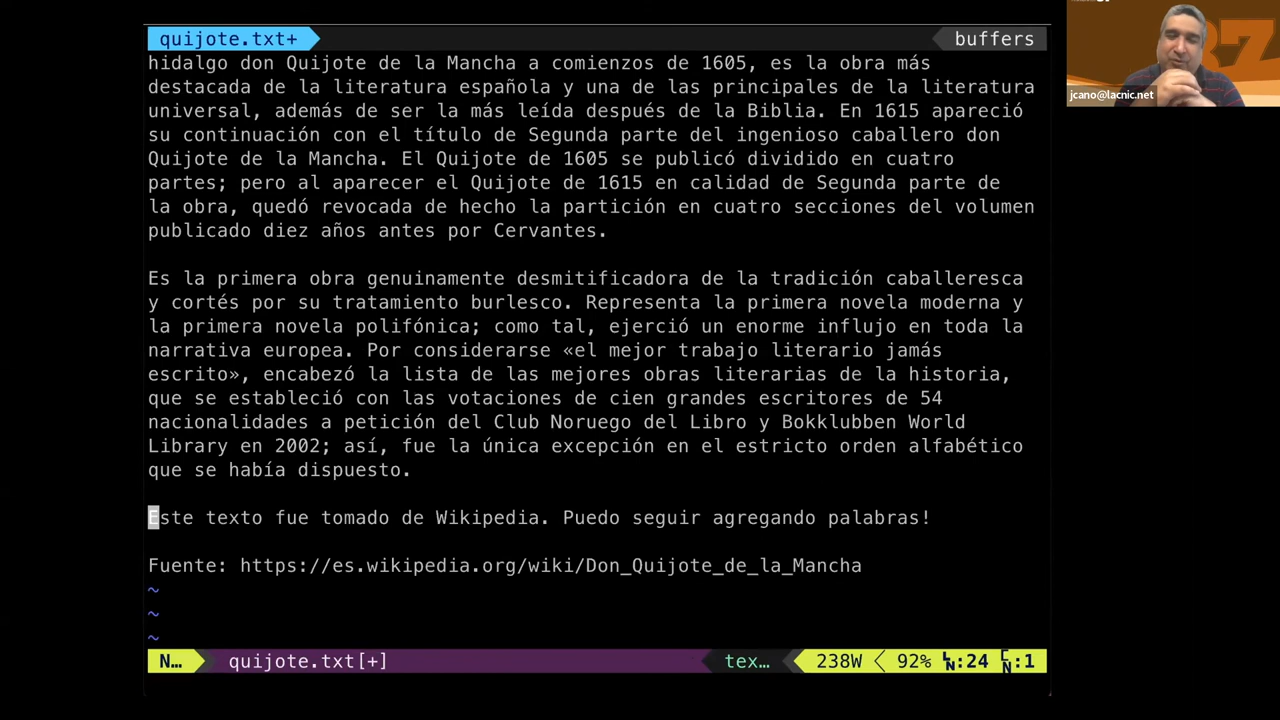 quijote.txt+ buffers
hidalgo don Quijote de la Mancha a comienzos de 1605, es la obra más
destacada de la literatura española y una de las principales de la literatura
universal, además de ser la más leída después de la Biblia. En 1615 apareció
su continuación con el título de Segunda parte del ingenioso caballero don
Quijote de la Mancha. El Quijote de 1605 se publicó dividido en cuatro
partes; pero al aparecer el Quijote de 1615 en calidad de Segunda parte de
la obra, quedó revocada de hecho la partición en cuatro secciones del volumen
publicado diez años antes por Cervantes.
Es la primera obra genuinamente desmitificadora de la tradición caballeresca
y cortés por su tratamiento burlesco. Representa la primera novela moderna y
la primera novela polifónica; como tal, ejerció un enorme influjo en toda la
narrativa europea. Por considerarse «el mejor trabajo literario jamás
escrito», encabezó la lista de las mejores obras literarias de la historia,
que se estableció con las votaciones de cien grandes escritores de 54
nacionalidades a petición del Club Noruego del Libro y Bokklubben World
Library en 2002; así, fue la única excepción en el estricto orden alfabético
que se había dispuesto.
Este texto fue tomado de Wikipedia. Puedo seguir agregando palabras!
Fuente: https://es.wikipedia.org/wiki/Don_Quijote_de_la_Mancha
~
~
~
N… quijote.txt[+] tex… 238W 92% LN:24 CN:1
jcano@lacnic.net